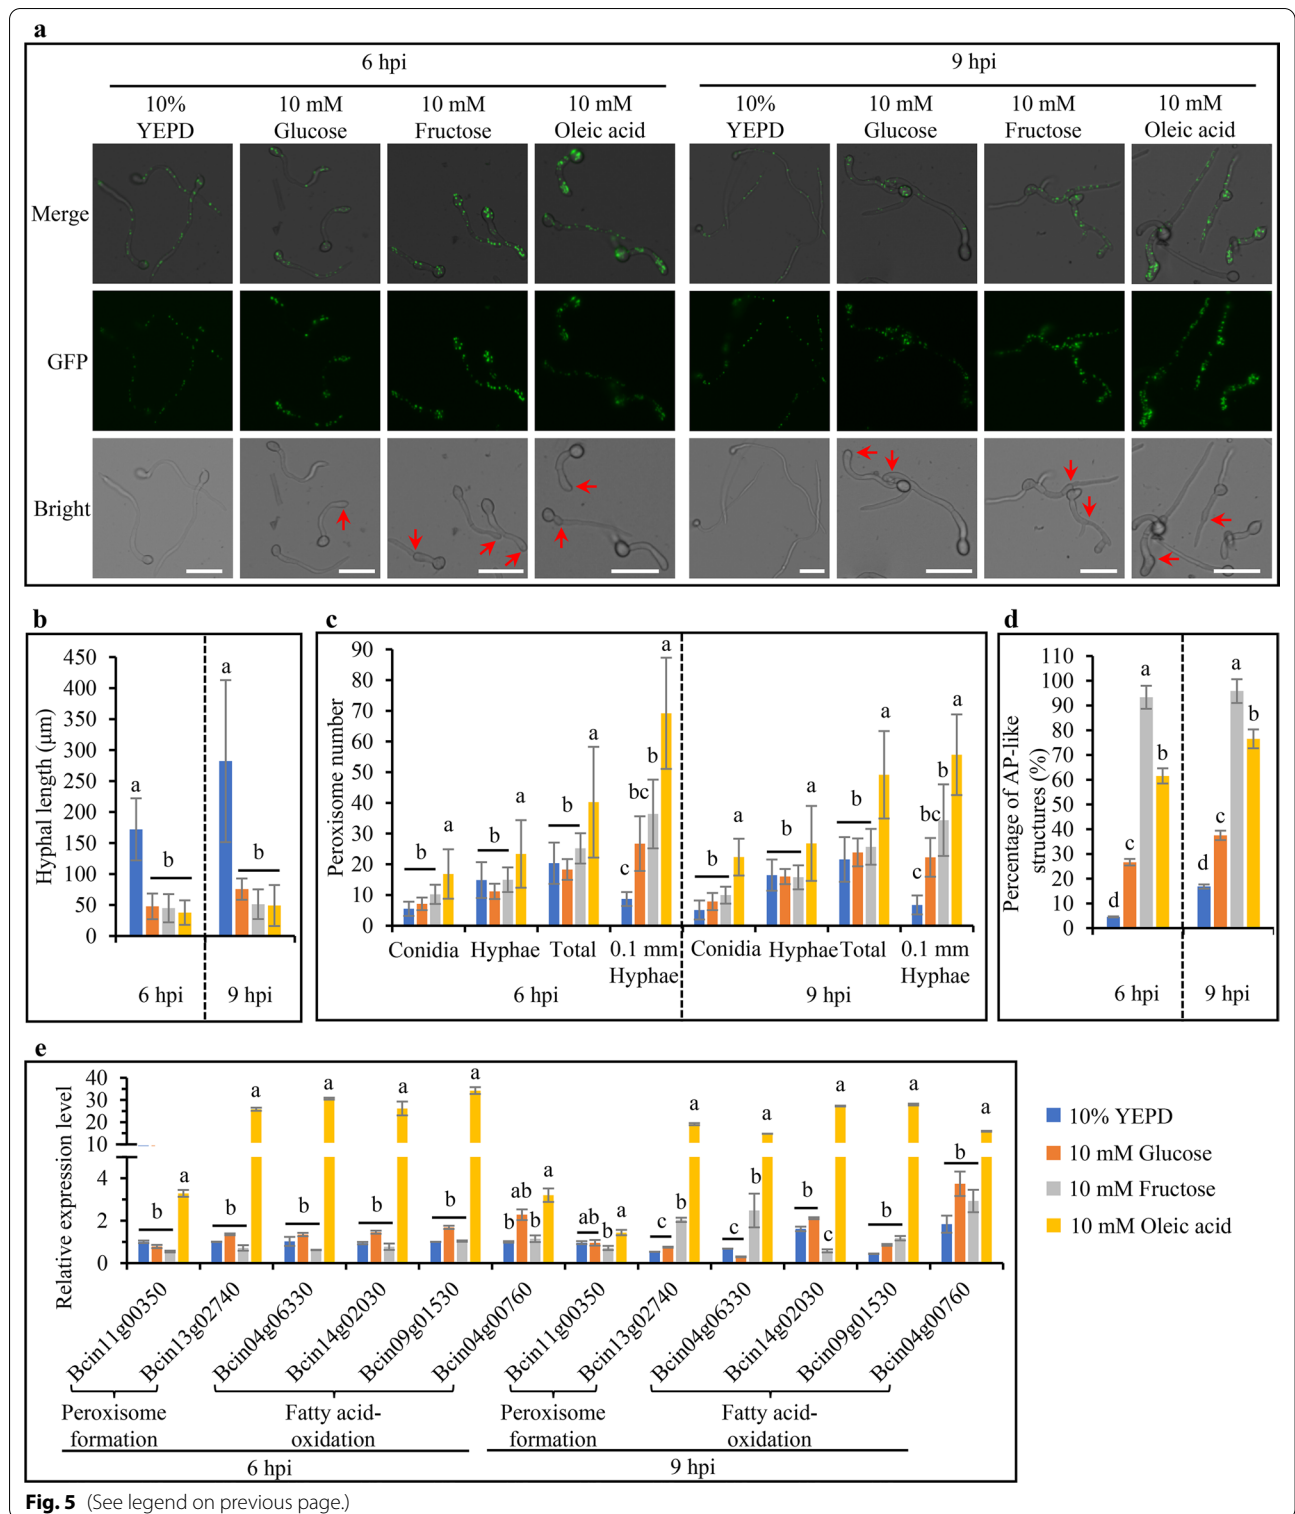 a
6 hpi
9 hpi
10% YEPD
10 mM Glucose
10 mM Fructose
10 mM Oleic acid
10% YEPD
10 mM Glucose
10 mM Fructose
10 mM Oleic acid
Merge
GFP
Bright
b
Hyphal length (μm)
450
400
350
300
250
200
150
100
50
0
a
b
a
b
6 hpi
9 hpi
c
Peroxisome number
90
80
70
60
50
40
30
20
10
0
b
a
b
a
b
a
c
bc
b
a
b
a
b
a
b
a
c
bc
b
a
Conidia
Hyphae
Total
0.1 mm
Hyphae
Conidia
Hyphae
Total
0.1 mm
Hyphae
6 hpi
9 hpi
d
Percentage of AP-like
structures (%)
110
100
90
80
70
60
50
40
30
20
10
0
d
c
a
b
d
c
a
b
6 hpi
9 hpi
e
Relative expression level
40
30
20
10
4
2
0
b
a
b
a
b
a
b
a
b
a
b
ab
b
a
ab
b
a
c
b
a
c
b
a
b
c
a
b
a
b
a
Bcin11g00350
Bcin13g02740
Bcin04g06330
Bcin14g02030
Bcin09g01530
Bcin04g00760
Bcin11g00350
Bcin13g02740
Bcin04g06330
Bcin14g02030
Bcin09g01530
Bcin04g00760
Peroxisome
formation
Fatty acid-
oxidation
Peroxisome
formation
Fatty acid-
oxidation
6 hpi
9 hpi
10% YEPD
10 mM Glucose
10 mM Fructose
10 mM Oleic acid
Fig. 5 (See legend on previous page.)